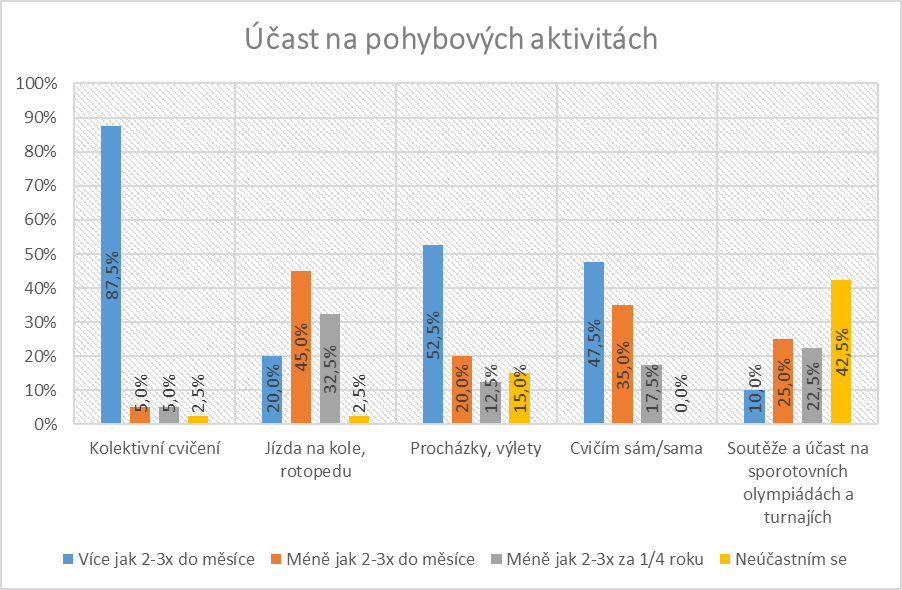 Účast na pohybových aktivitách
100%
90%
80%
70%
60%
50%
40%
30%
20%
10%
0%
87,5% 5,0% 5,0% 2,5%
20,0% 45,0% 32,5% 2,5%
52,5% 20,0% 12,5% 15,0%
47,5% 35,0% 17,5% 0,0%
10,0% 25,0% 22,5% 42,5%
Kolektivní cvičení
Jízda na kole,
rotopedu
Procházky, výlety
Cvičím sám/sama
Soutěže a účast na
sporotovních
olympiádách a
turnajích
Více jak 2-3x do měsíce Méně jak 2-3x do měsíce Méně jak 2-3x za 1/4 roku Neúčastním se